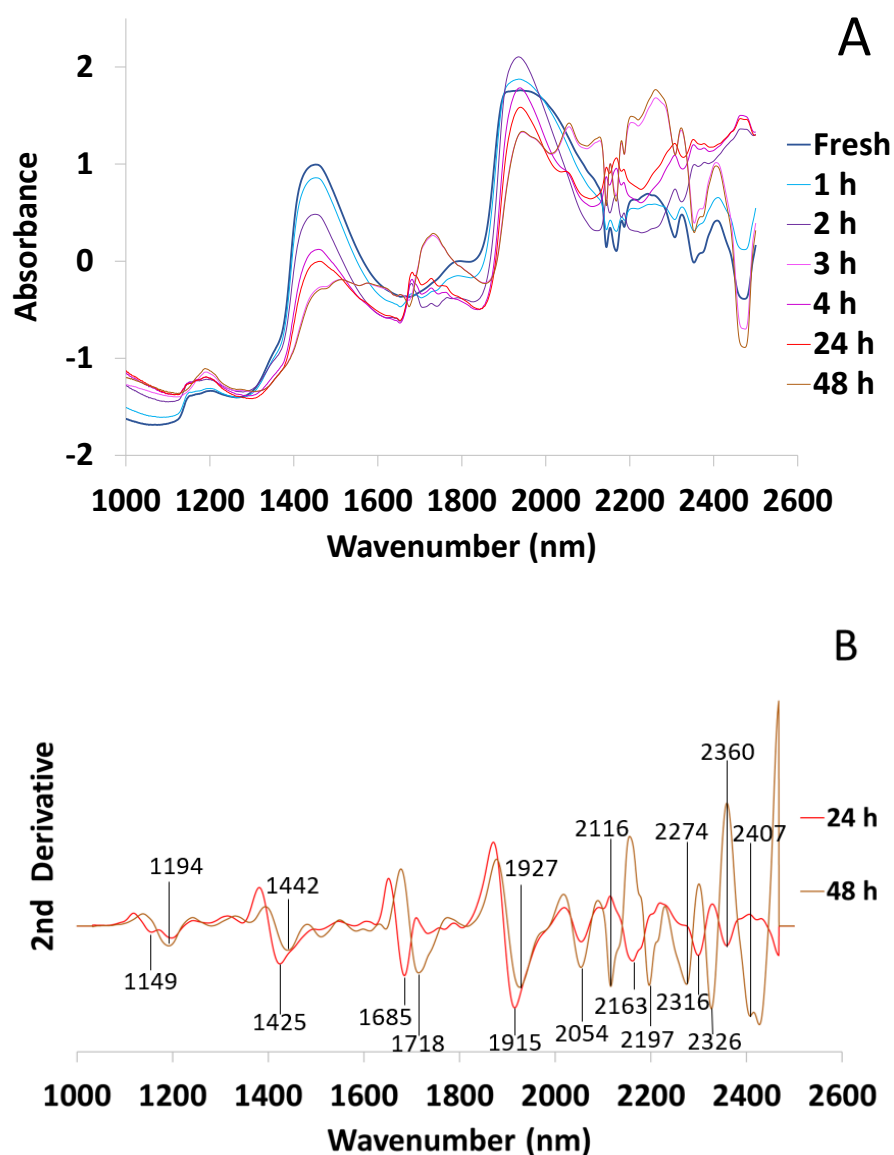 A
2
1
0
-1
-2
Absorbance
1000 1200 1400 1600 1800 2000 2200 2400 2600
Wavenumber (nm)
Fresh
1 h
2 h
3 h
4 h
24 h
48 h
B
2nd Derivative
2360
2116 2274 2407
1194 1442 1927
1149
1425
1685
1718
1915
2054
2163
2197
2316
2326
24 h
48 h
1000 1200 1400 1600 1800 2000 2200 2400 2600
Wavenumber (nm)